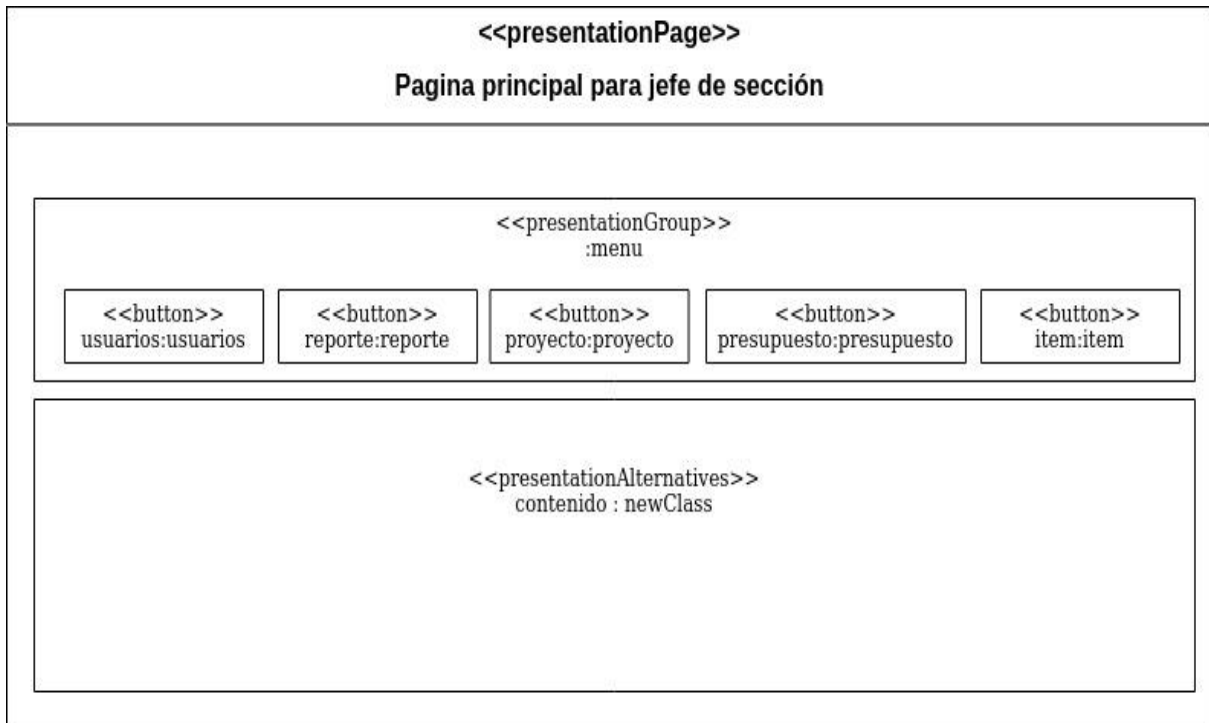 <<presentationPage>>
Pagina principal para jefe de sección
<<presentationGroup>>
:menu
<<button>>
usuarios:usuarios
<<button>>
reporte:reporte
<<button>>
proyecto:proyecto
<<button>>
presupuesto:presupuesto
<<button>>
item:item
<<presentationAlternatives>>
contenido : newClass